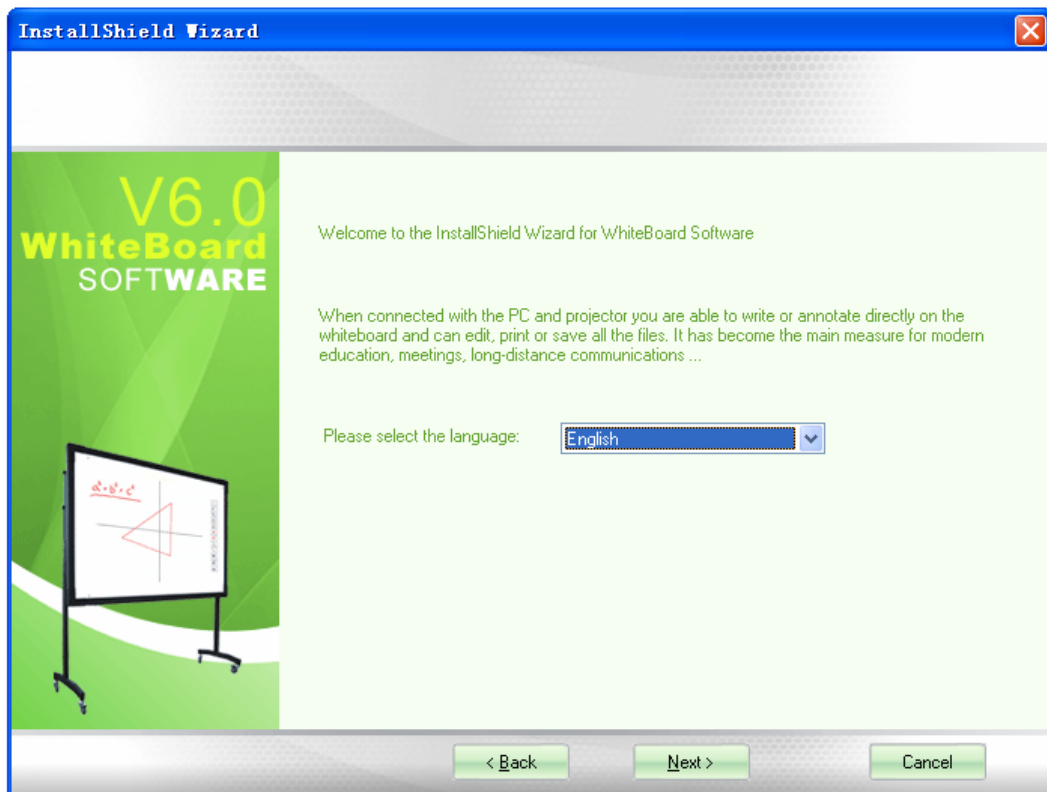 InstallShield Wizard
V6.0
WhiteBoard
SOFTWARE
Welcome to the InstallShield Wizard for WhiteBoard Software
When connected with the PC and projector you are able to write or annotate directly on the
whiteboard and can edit, print or save all the files. It has become the main measure for modern
education, meetings, long-distance communications ...
Please select the language:
English
a²+b²=c²
< Back
Next >
Cancel